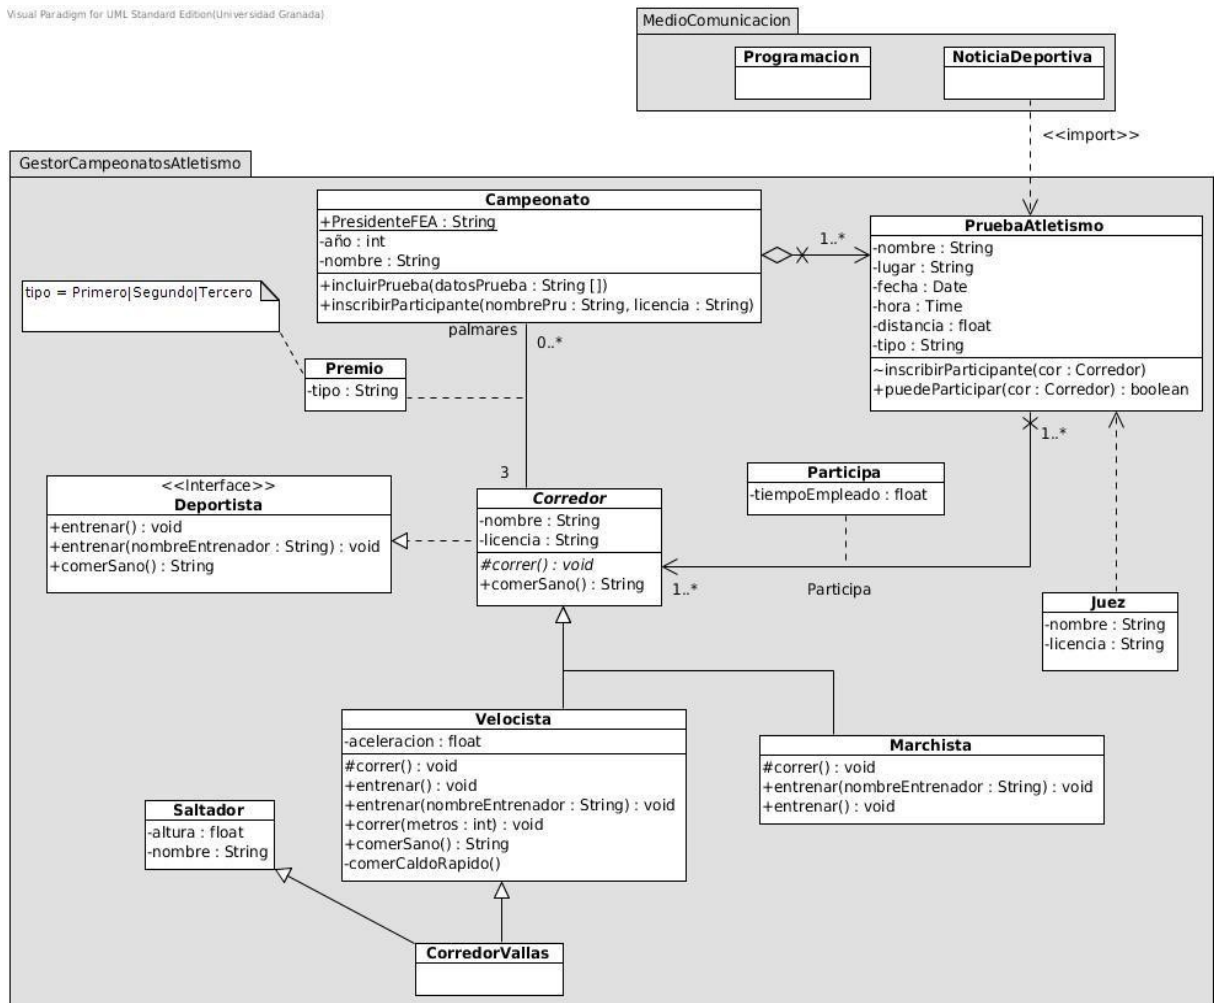 Visual Paradigm for UML Standard Edition(Universidad Granada)
MedioComunicacion
Programacion
NoticiaDeportiva
<<import>>
GestorCampeonatosAtletismo
Campeonato
+PresidenteFEA : String
-año : int
-nombre : String
+incluirPrueba(datosPrueba : String [])
+inscribirParticipante(nombrePru : String, licencia : String)
1..*
PruebaAtletismo
-nombre : String
-lugar : String
-fecha : Date
-hora : Time
-distancia : float
-tipo : String
~inscribirParticipante(cor : Corredor)
+puedeParticipar(cor : Corredor) : boolean
tipo = Primero|Segundo|Tercero
palmares
0..*
Premio
-tipo : String
1..*
3
<<Interface>>
Deportista
+entrenar() : void
+entrenar(nombreEntrenador : String) : void
+comerSano() : String
Corredor
-nombre : String
-licencia : String
#correr() : void
+comerSano() : String
Participa
-tiempoEmpleado : float
1..*
Participa
Juez
-nombre : String
-licencia : String
Velocista
-aceleracion : float
#correr() : void
+entrenar() : void
+entrenar(nombreEntrenador : String) : void
+correr(metros : int) : void
+comerSano() : String
-comerCaldoRapido()
Marchista
#correr() : void
+entrenar(nombreEntrenador : String) : void
+entrenar() : void
Saltador
-altura : float
-nombre : String
CorredorVallas